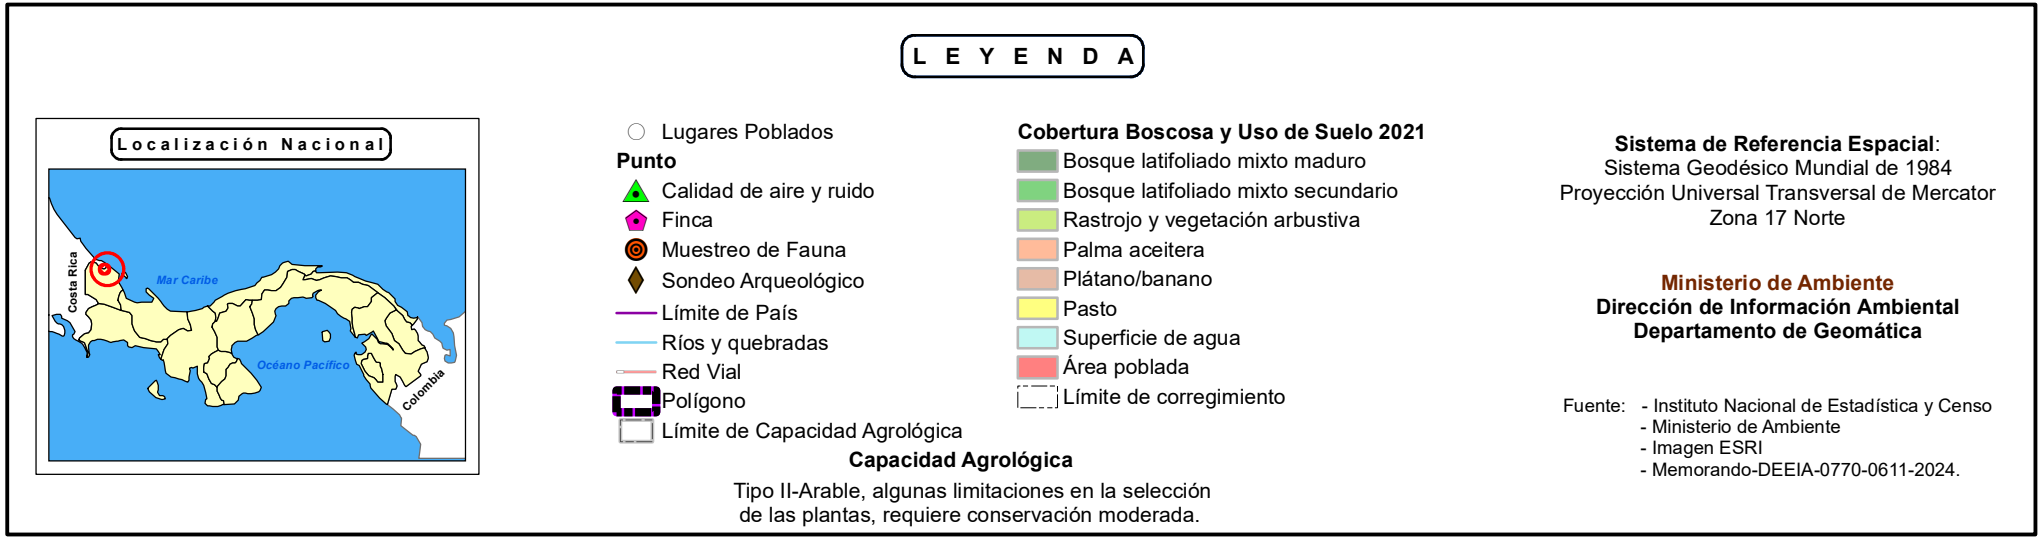 LEYENDA
Localización Nacional
Costa Rica
Mar Caribe
Océano Pacífico
Colombia
Lugares Poblados
Punto
Calidad de aire y ruido
Finca
Muestreo de Fauna
Sondeo Arqueológico
Límite de País
Ríos y quebradas
Red Vial
Polígono
Límite de Capacidad Agrológica
Cobertura Boscosa y Uso de Suelo 2021
Bosque latifoliado mixto maduro
Bosque latifoliado mixto secundario
Rastrojo y vegetación arbustiva
Palma aceitera
Plátano/banano
Pasto
Superficie de agua
Área poblada
Límite de corregimiento
Capacidad Agrológica
Tipo II-Arable, algunas limitaciones en la selección
de las plantas, requiere conservación moderada.
Sistema de Referencia Espacial:
Sistema Geodésico Mundial de 1984
Proyección Universal Transversal de Mercator
Zona 17 Norte
Ministerio de Ambiente
Dirección de Información Ambiental
Departamento de Geomática
Fuente: - Instituto Nacional de Estadística y Censo
- Ministerio de Ambiente
- Imagen ESRI
- Memorando-DEEIA-0770-0611-2024.